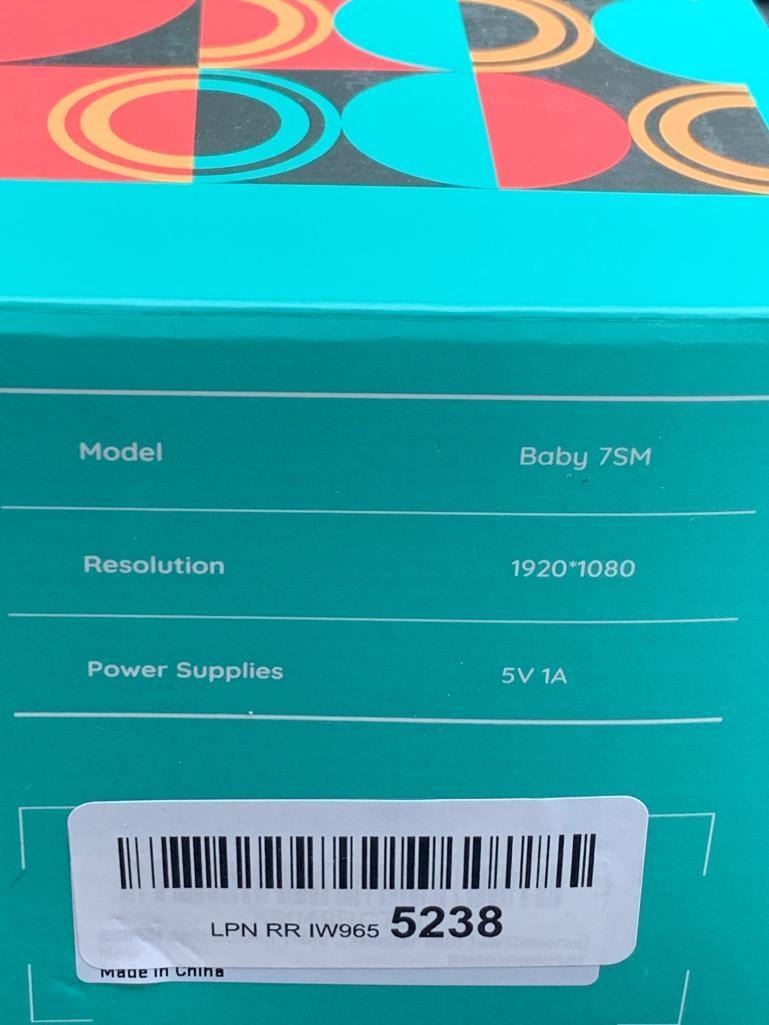 Model Baby 7SM
Resolution 1920*1080
Power Supplies 5V 1A
LPN RR IW965 5238
Made in China